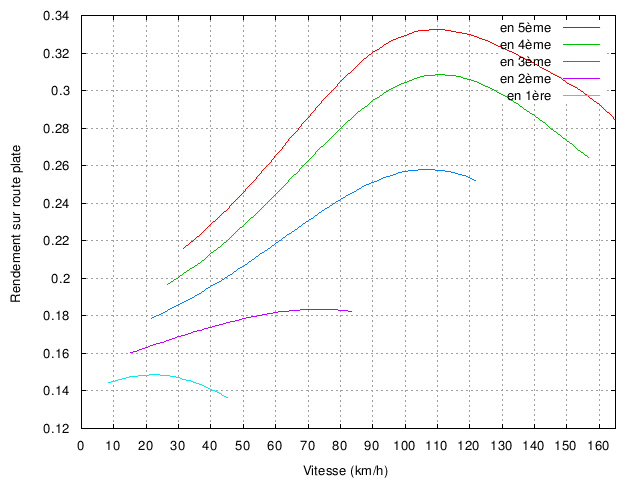 0.34
0.32
0.3
0.28
0.26
0.24
0.22
0.2
0.18
0.16
0.14
0.12
Rendement sur route plate
en 5ème
en 4ème
en 3ème
en 2ème
en 1ère
0 10 20 30 40 50 60 70 80 90 100 110 120 130 140 150 160
Vitesse (km/h)